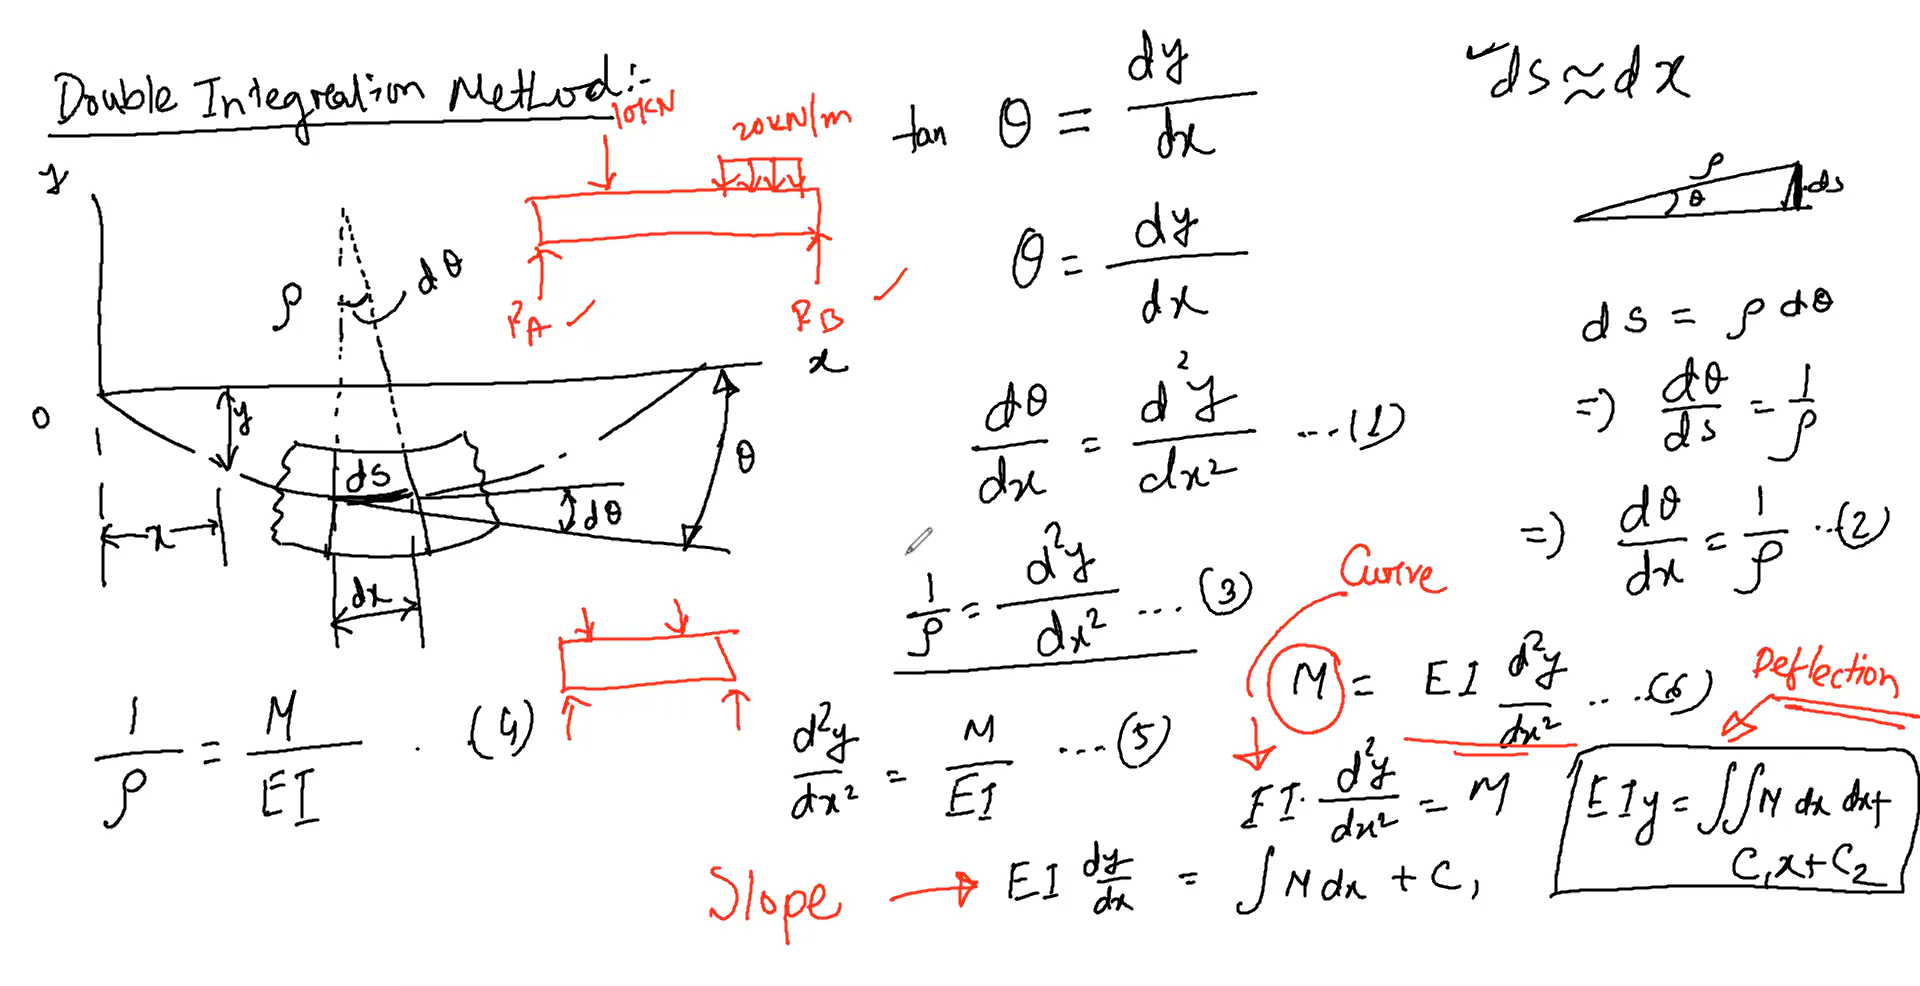 Double Integreation Method:-
10KN
20KN/m
R_A
R_B
y
x
0
ρ
dθ
y
ds
dθ
θ
x
dx
1/ρ = M/EI . (4)
tan θ = dy/dx
θ = dy/dx
dθ/dx = d²y/dx² ...(1)
1/ρ = d²y/dx² ... (3)
d²y/dx² = M/EI ... (5)
ds ≈ dx
ρ
θ
ds
ds = ρ dθ
=) dθ/ds = 1/ρ
=) dθ/dx = 1/ρ ..(2)
Curve
M = EI d²y/dx² .. ..(6)
Deflection
EI. d²y/dx² = M
Slope → EI dy/dx = ∫M dx + C₁
EIy = ∫∫M dx dx+
C₁x+C₂